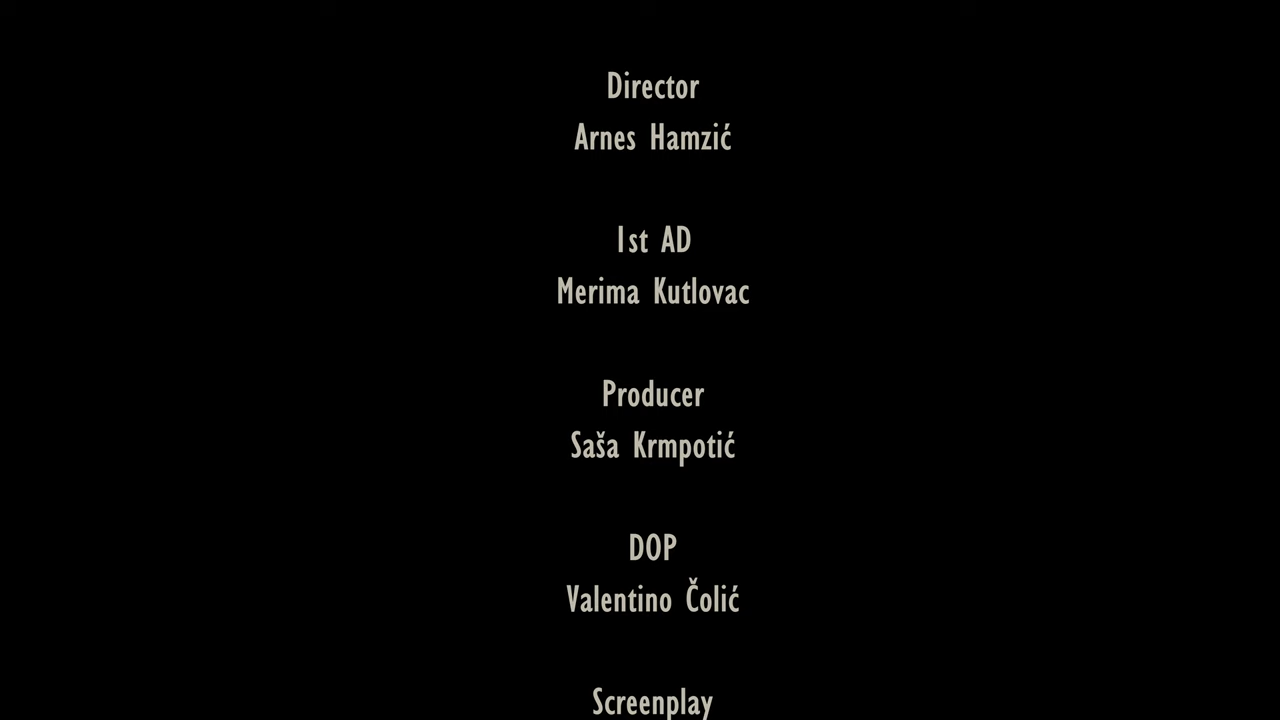 Director
Arnes Hamzić
1st AD
Merima Kutlovac
Producer
Saša Krmpotić
DOP
Valentino Čolić
Screenplay